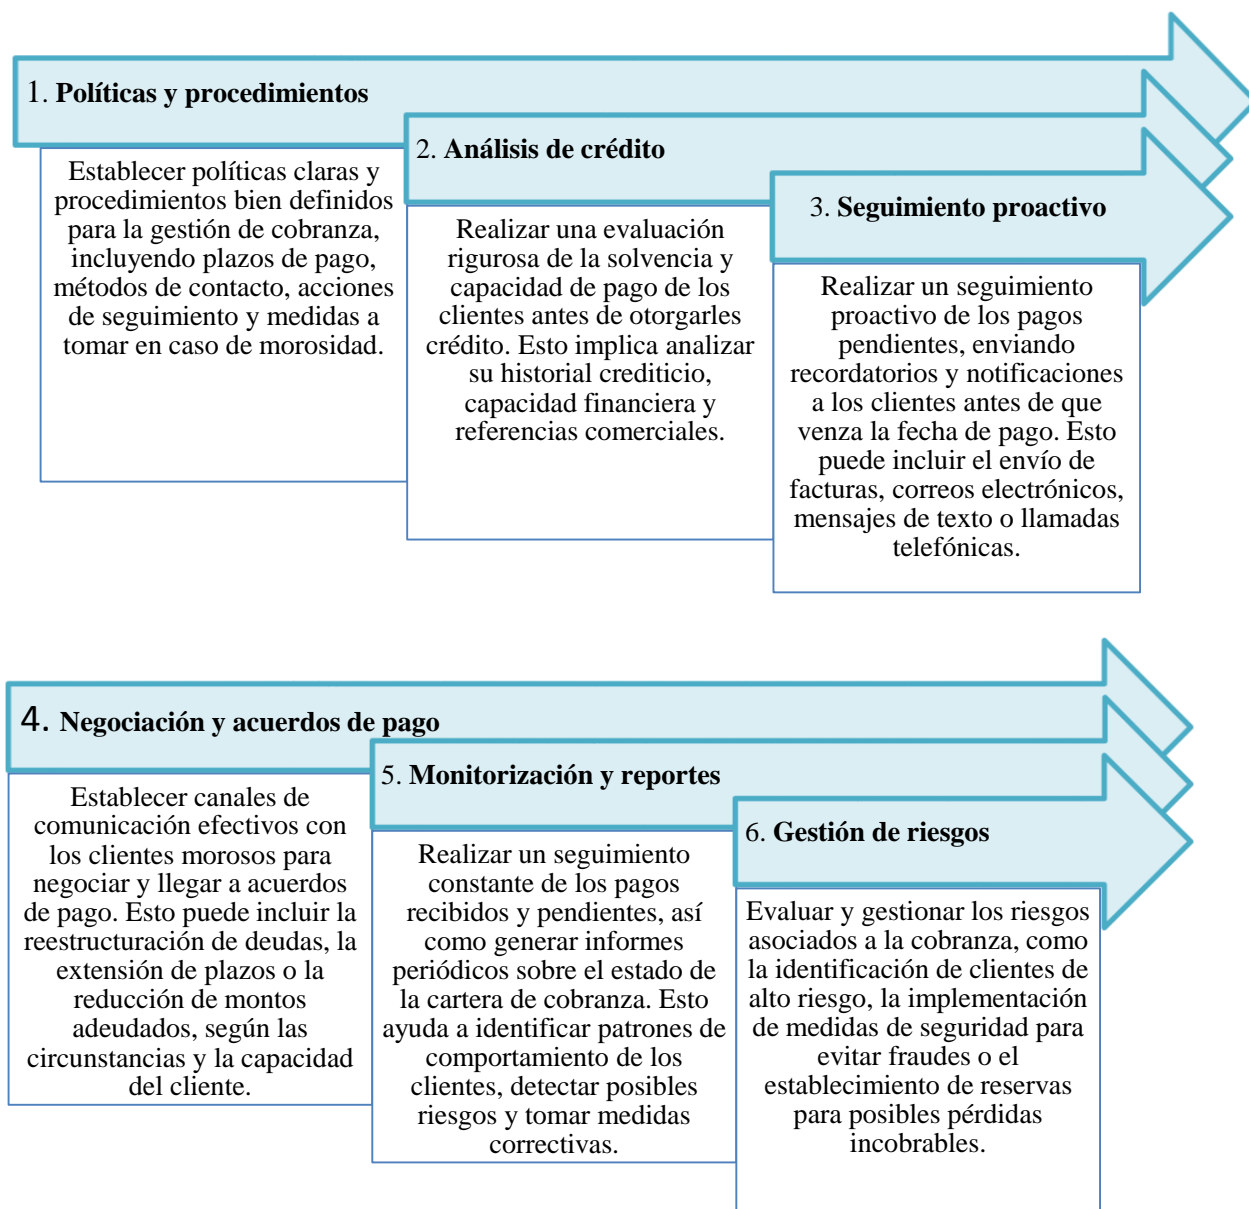 1. Políticas y procedimientos
Establecer políticas claras y
procedimientos bien definidos
para la gestión de cobranza,
incluyendo plazos de pago,
métodos de contacto, acciones
de seguimiento y medidas a
tomar en caso de morosidad.
2. Análisis de crédito
Realizar una evaluación
rigurosa de la solvencia y
capacidad de pago de los
clientes antes de otorgarles
crédito. Esto implica analizar
su historial crediticio,
capacidad financiera y
referencias comerciales.
3. Seguimiento proactivo
Realizar un seguimiento
proactivo de los pagos
pendientes, enviando
recordatorios y notificaciones
a los clientes antes de que
venza la fecha de pago. Esto
puede incluir el envío de
facturas, correos electrónicos,
mensajes de texto o llamadas
telefónicas.
4. Negociación y acuerdos de pago
Establecer canales de
comunicación efectivos con
los clientes morosos para
negociar y llegar a acuerdos
de pago. Esto puede incluir la
reestructuración de deudas, la
extensión de plazos o la
reducción de montos
adeudados, según las
circunstancias y la capacidad
del cliente.
5. Monitorización y reportes
Realizar un seguimiento
constante de los pagos
recibidos y pendientes, así
como generar informes
periódicos sobre el estado de
la cartera de cobranza. Esto
ayuda a identificar patrones de
comportamiento de los
clientes, detectar posibles
riesgos y tomar medidas
correctivas.
6. Gestión de riesgos
Evaluar y gestionar los riesgos
asociados a la cobranza, como
la identificación de clientes de
alto riesgo, la implementación
de medidas de seguridad para
evitar fraudes o el
establecimiento de reservas
para posibles pérdidas
incobrables.